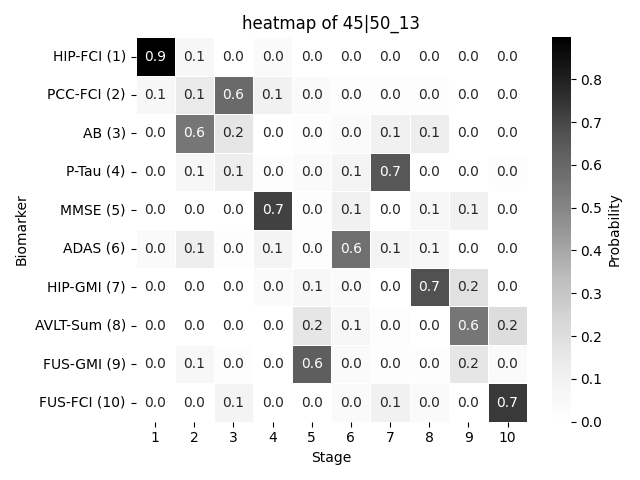 heatmap of 45|50_13
HIP-FCI (1) 0.9 0.1 0.0 0.0 0.0 0.0 0.0 0.0 0.0 0.0
PCC-FCI (2) 0.1 0.1 0.6 0.1 0.0 0.0 0.0 0.0 0.0 0.0
AB (3) 0.0 0.6 0.2 0.0 0.0 0.0 0.1 0.1 0.0 0.0
P-Tau (4) 0.0 0.1 0.1 0.0 0.0 0.1 0.7 0.0 0.0 0.0
MMSE (5) 0.0 0.0 0.0 0.7 0.0 0.1 0.0 0.1 0.1 0.0
ADAS (6) 0.0 0.1 0.0 0.1 0.0 0.6 0.1 0.1 0.0 0.0
HIP-GMI (7) 0.0 0.0 0.0 0.0 0.1 0.0 0.0 0.7 0.2 0.0
AVLT-Sum (8) 0.0 0.0 0.0 0.0 0.2 0.1 0.0 0.0 0.6 0.2
FUS-GMI (9) 0.0 0.1 0.0 0.0 0.6 0.0 0.0 0.0 0.2 0.0
FUS-FCI (10) 0.0 0.0 0.1 0.0 0.0 0.0 0.1 0.0 0.0 0.7
1 2 3 4 5 6 7 8 9 10
Stage
Biomarker
0.8
0.7
0.6
0.5
0.4
0.3
0.2
0.1
0.0
Probability